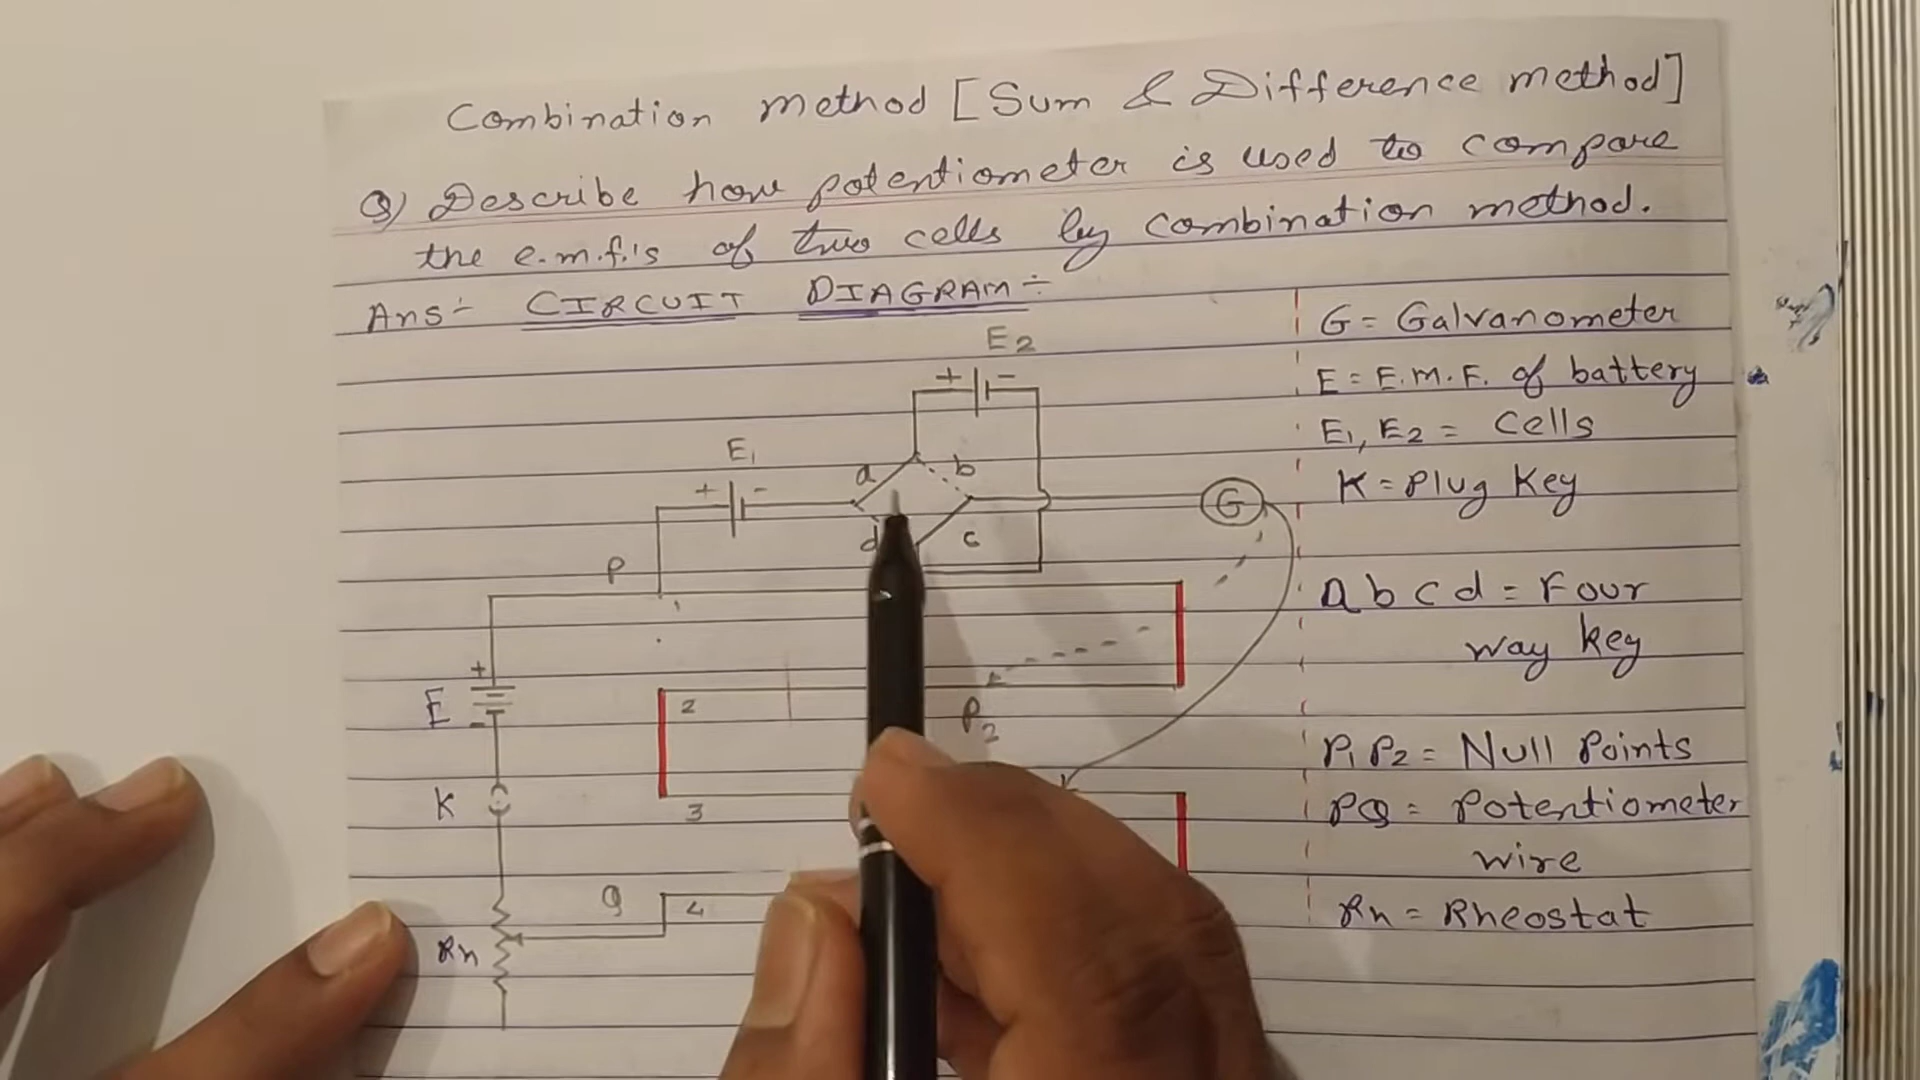 Combination method [Sum & Difference method]
Q) Describe how potentiometer is used to compare
the e.m.f.'s of two cells by combination method.
Ans:- CIRCUIT DIAGRAM÷
E2
+ -
E1
+ -
a
b
d
c
G
P
1
+
E
-
2
P2
K
3
Q
4
Rh
G = Galvanometer
E = E.M.F. of battery
E1, E2 = Cells
K = Plug Key
a b c d = Four
way key
P1 P2 = Null Points
PQ = Potentiometer
wire
Rh = Rheostat